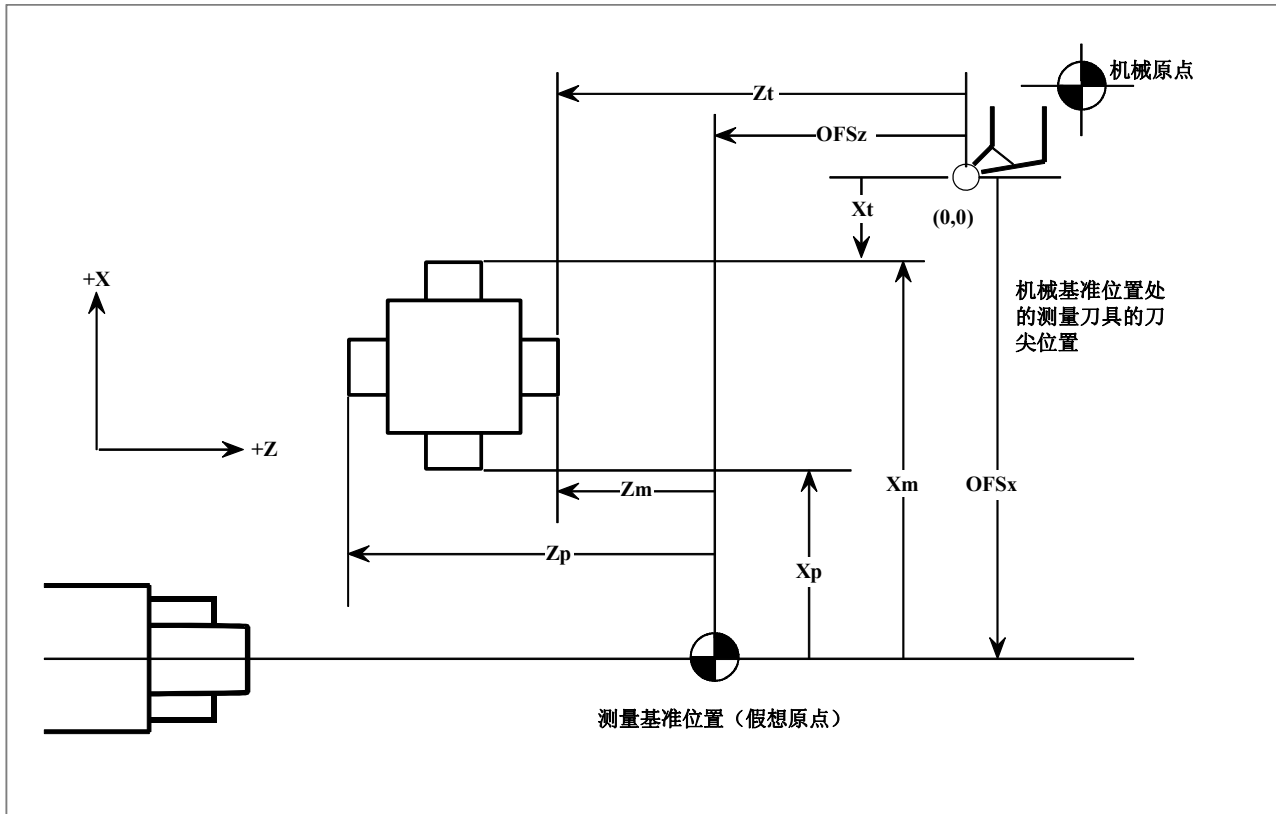 机械原点
Zt
OFSz
Xt
(0,0)
+X
机械基准位置处
的测量刀具的刀
尖位置
+Z
Zm
Xm
OFSx
Zp
Xp
测量基准位置（假想原点）